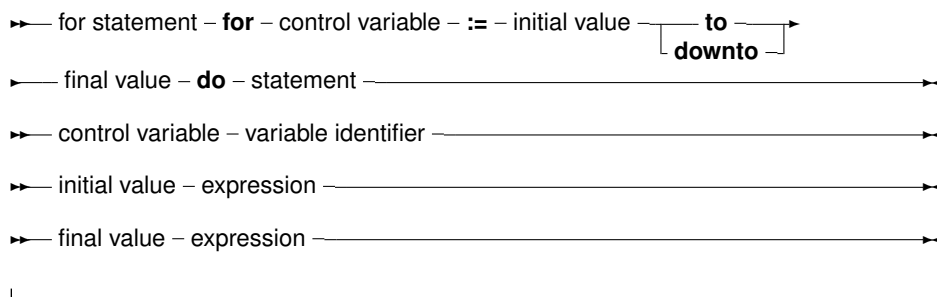 for statement – for – control variable – := – initial value – to –
downto –
final value – do – statement –
control variable – variable identifier –
initial value – expression –
final value – expression –